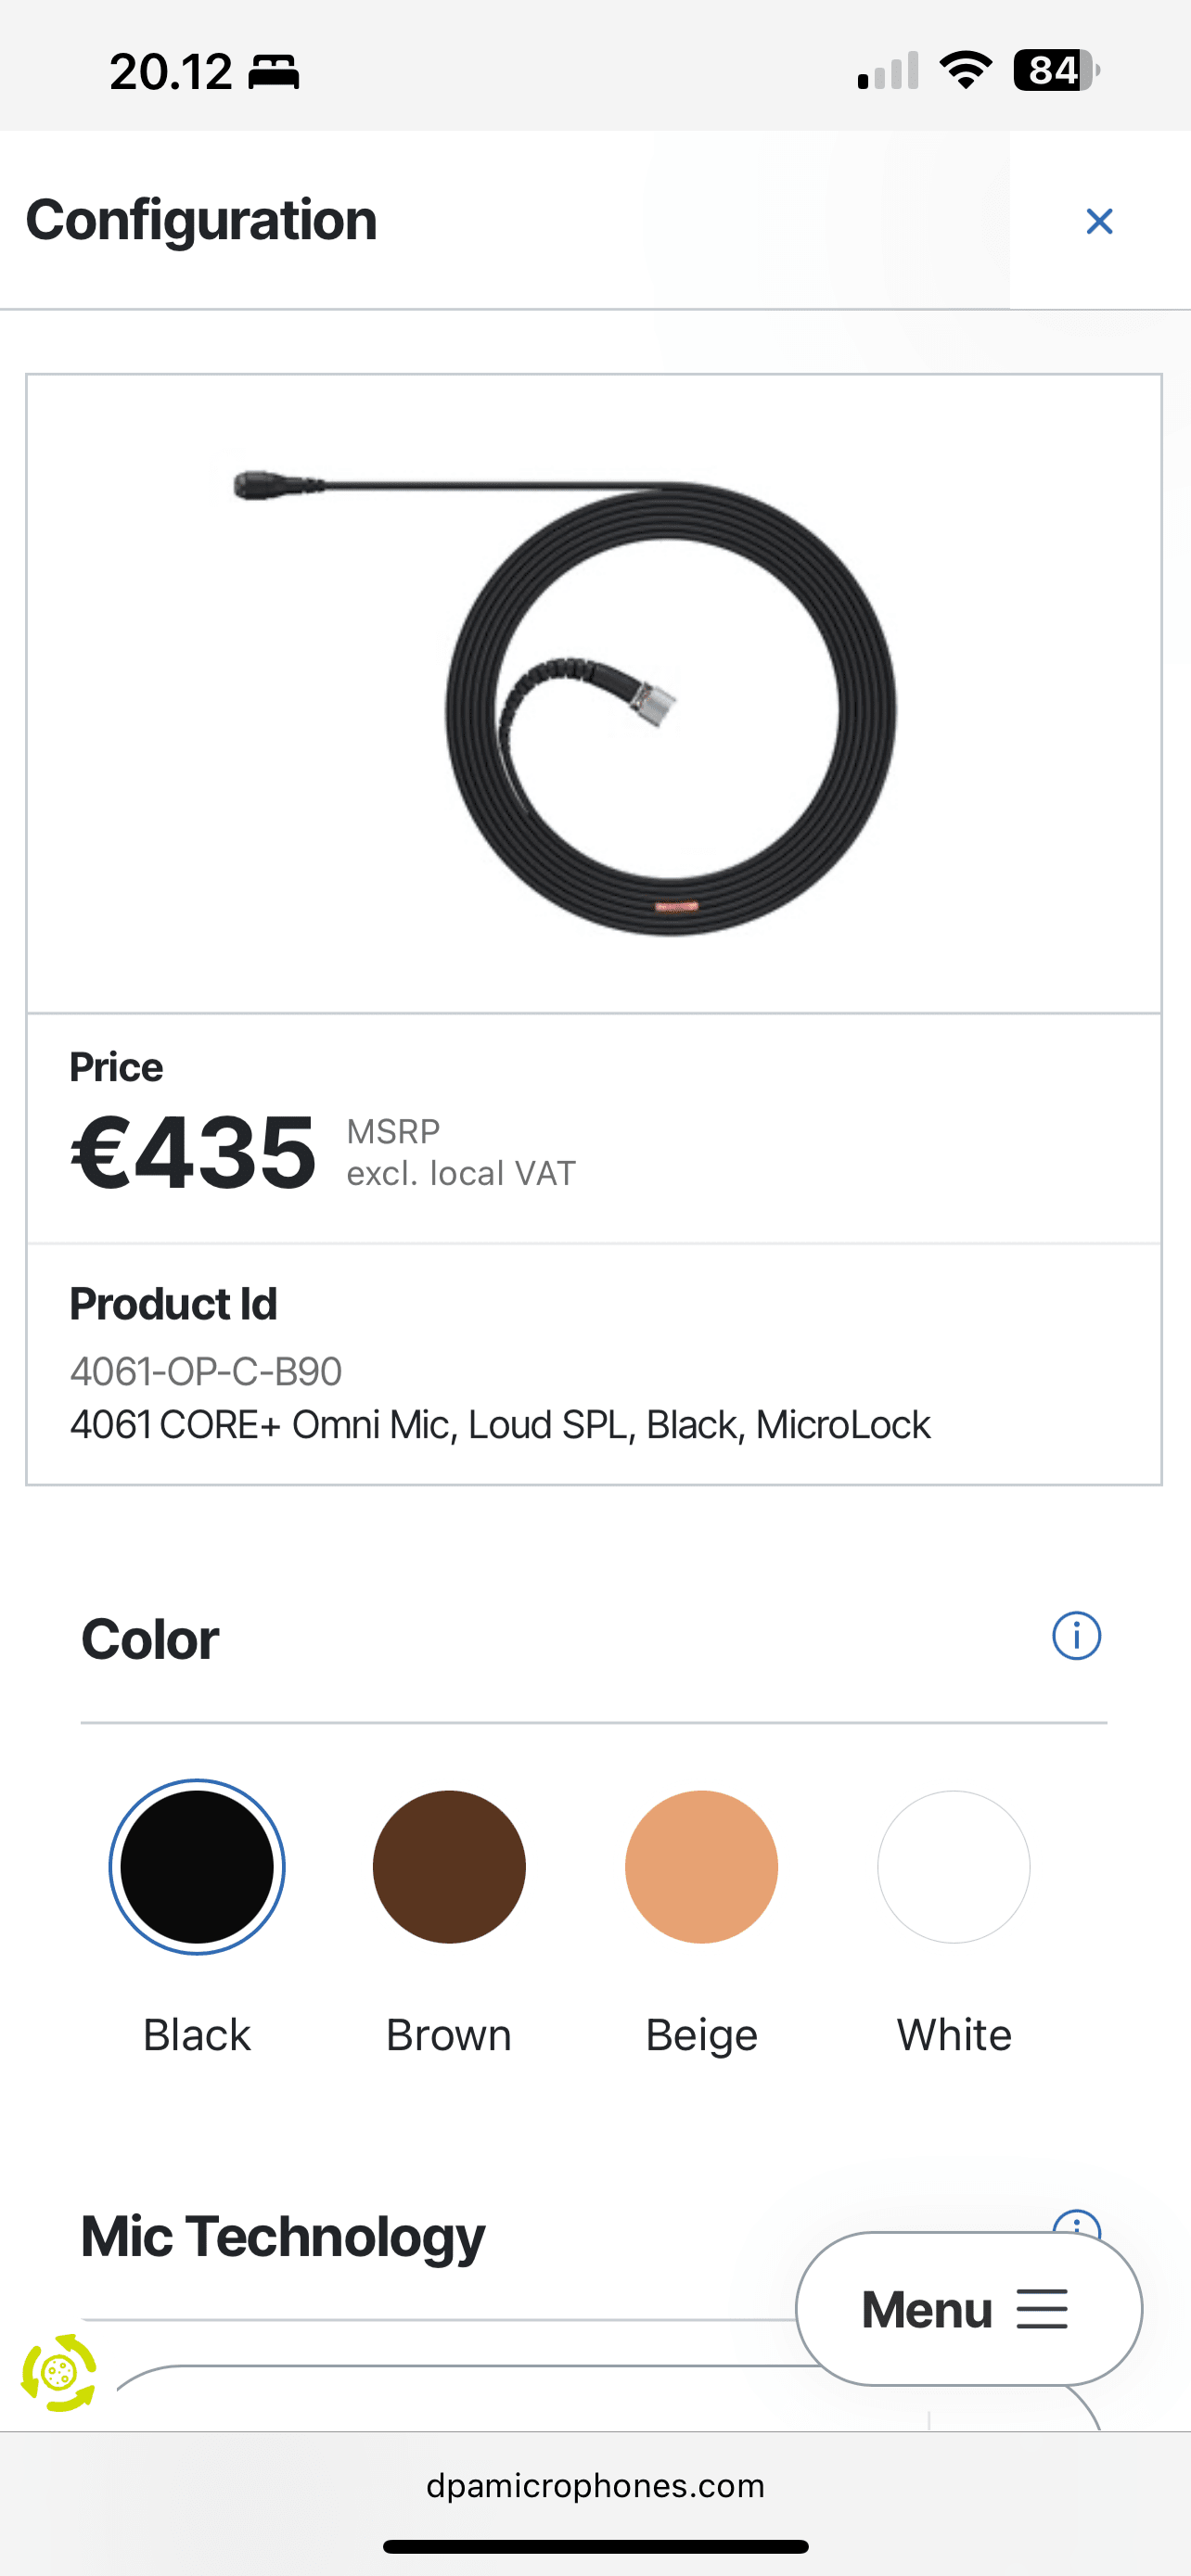 20.12
84
Configuration
Price
€435
MSRP
excl. local VAT
Product Id
4061-OP-C-B90
4061 CORE+ Omni Mic, Loud SPL, Black, MicroLock
Color
Black
Brown
Beige
White
Mic Technology
Menu
dpamicrophones.com